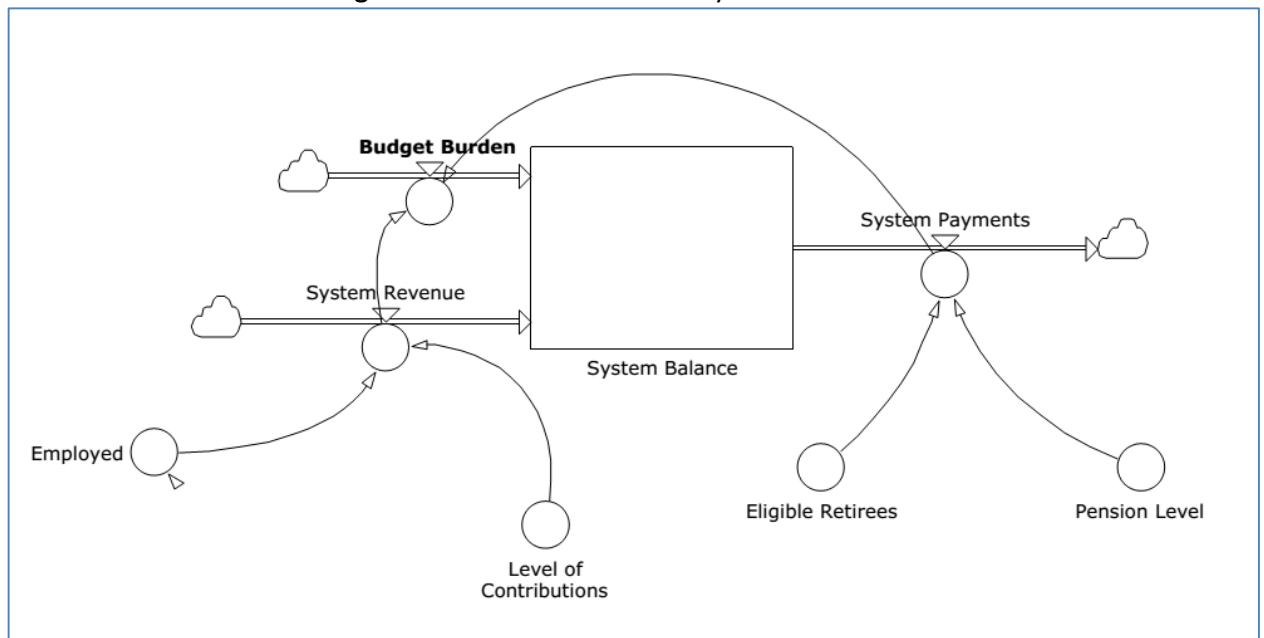 Budget Burden
System Payments
System Revenue
System Balance
Employed
Eligible Retirees
Pension Level
Level of
Contributions